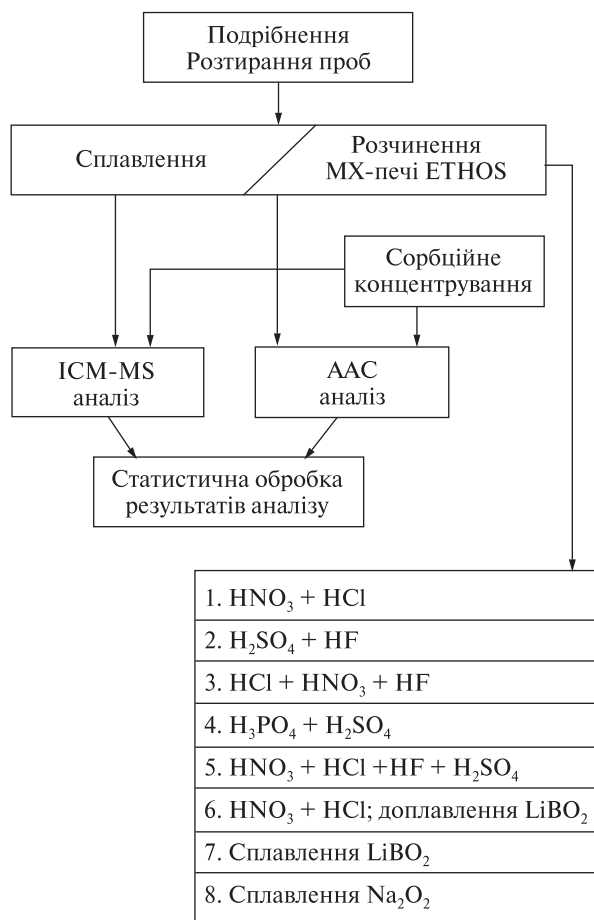 Подрібнення
Розтирання проб
Сплавлення
Розчинення
МХ-печі ETHOS
Сорбційне
концентрування
ICM-MS
аналіз
ААС
аналіз
Статистична обробка
результатів аналізу
1. HNO₃ + HCl
2. H₂SO₄ + HF
3. HCl + HNO₃ + HF
4. H₃PO₄ + H₂SO₄
5. HNO₃ + HCl +HF + H₂SO₄
6. HNO₃ + HCl; доплавлення LiBO₂
7. Сплавлення LiBO₂
8. Сплавлення Na₂O₂